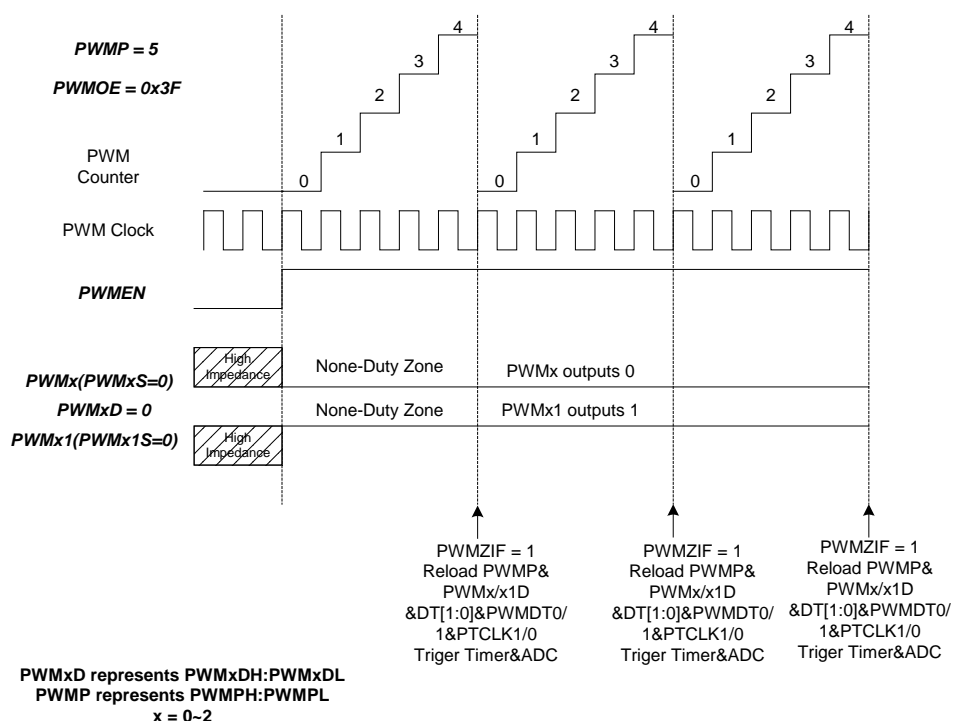 PWMP = 5
PWMOE = 0x3F
PWM
Counter
0
1
2
3
4
0
1
2
3
4
0
1
2
3
4
PWM Clock
PWMEN
High
Impedance
None-Duty Zone
PWMx outputs 0
PWMx(PWMxS=0)
PWMxD = 0
None-Duty Zone
PWMx1 outputs 1
PWMx1(PWMx1S=0)
High
Impedance
PWMZIF = 1
Reload PWMP&
PWMx/x1D
&DT[1:0]&PWMDT0/
1&PTCLK1/0
Triger Timer&ADC
PWMZIF = 1
Reload PWMP&
PWMx/x1D
&DT[1:0]&PWMDT0/
1&PTCLK1/0
Triger Timer&ADC
PWMZIF = 1
Reload PWMP&
PWMx/x1D
&DT[1:0]&PWMDT0/
1&PTCLK1/0
Triger Timer&ADC
PWMxD represents PWMxDH:PWMxDL
PWMP represents PWMPH:PWMPL
x = 0~2